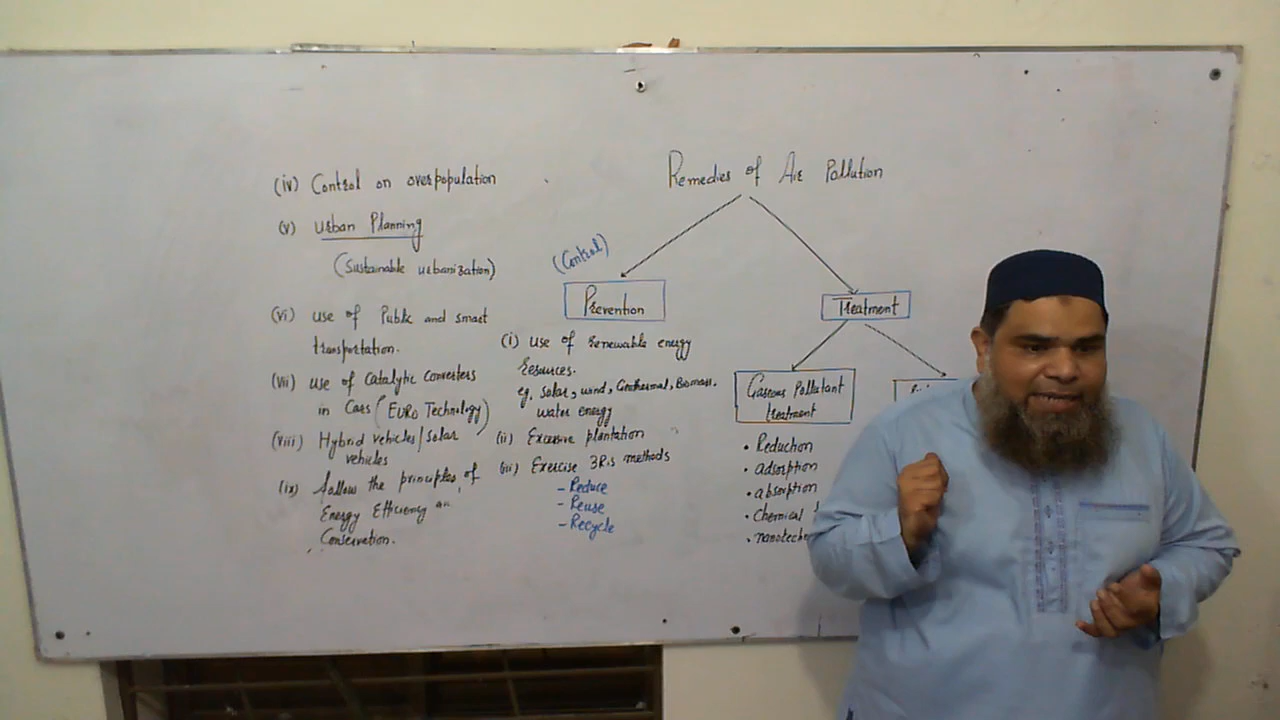 Remedies of Air Pollution
(Control)
Prevention
(i) use of renewable energy
resources.
eg. solar, wind, Geothermal, Biomass,
water energy
(ii) Excessive plantation
(iii) Exercise 3R's methods
- Reduce
- Reuse
- Recycle
(iv) Control on overpopulation
(v) Urban Planning
(Sustainable urbanization)
(vi) use of Public and smart
transportation.
(vii) use of Catalytic Converters
in Cars (EURO Technology)
(viii) Hybrid vehicles/solar
vehicles
(ix) follow the principles of
Energy Efficiency
Conservation.
Treatment
Gaseous Pollutant
treatment
• Reduction
• adsorption
• absorption
• Chemical